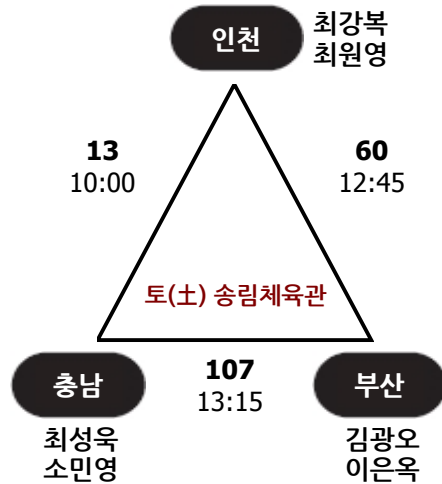 인천
최강복
최원영
13
10:00
60
12:45
토(土) 송림체육관
충남
107
13:15
부산
최성욱
소민영
김광오
이은옥